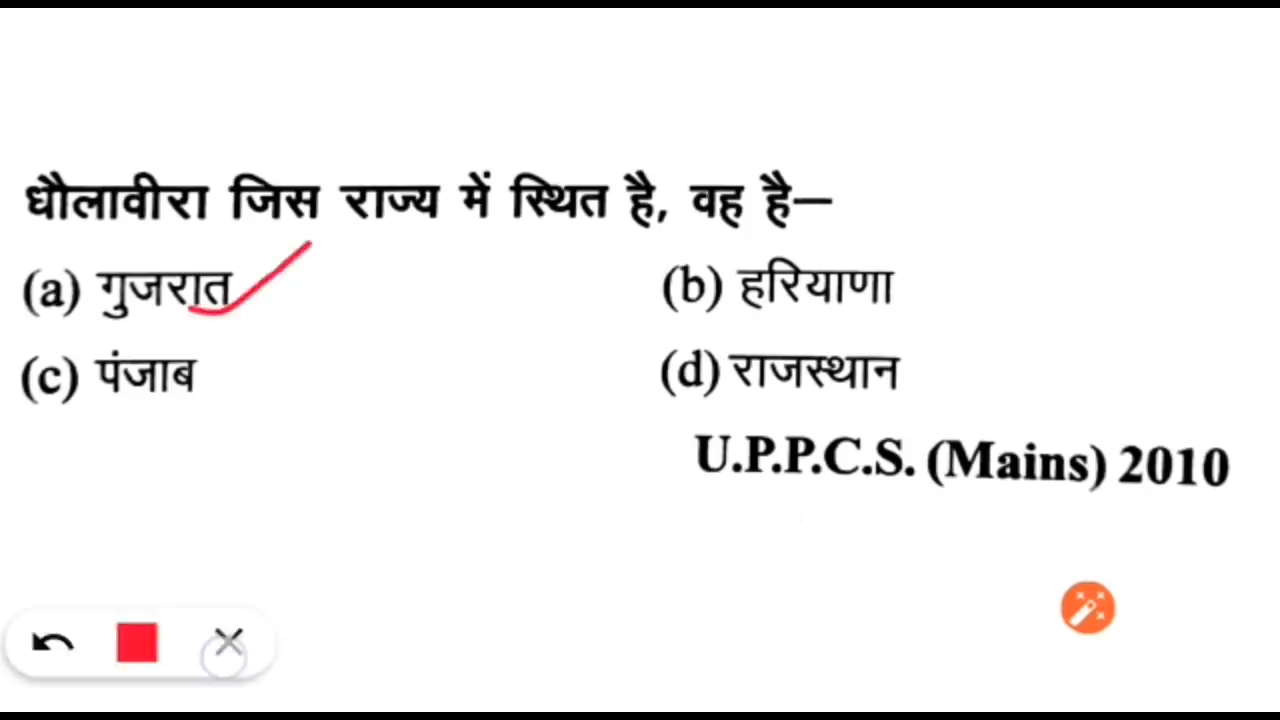 धौलावीरा जिस राज्य में स्थित है, वह है—
(a) गुजरात (b) हरियाणा
(c) पंजाब (d) राजस्थान
U.P.P.C.S. (Mains) 2010